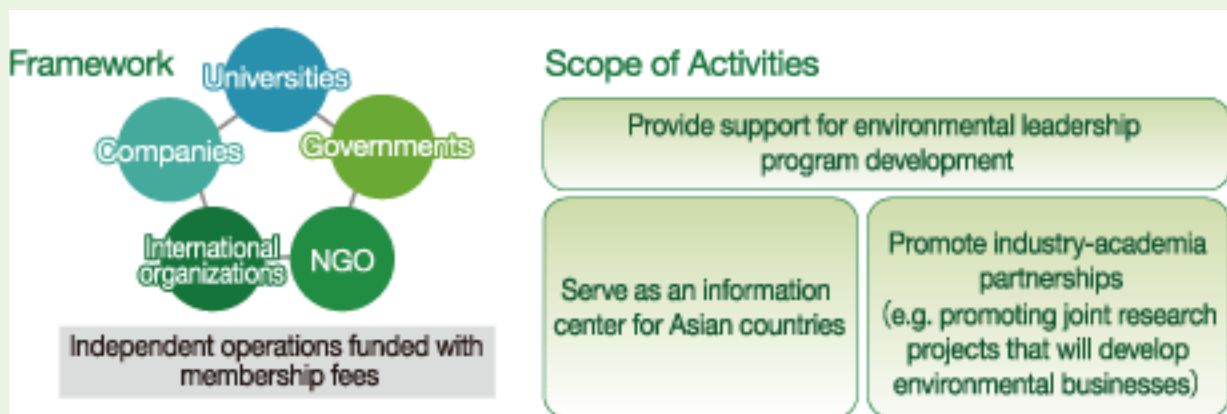 Framework
Universities
Companies
Governments
International
organizations
NGO
Independent operations funded with
membership fees
Scope of Activities
Provide support for environmental leadership
program development
Serve as an information
center for Asian countries
Promote industry-academia
partnerships
(e.g. promoting joint research
projects that will develop
environmental businesses)